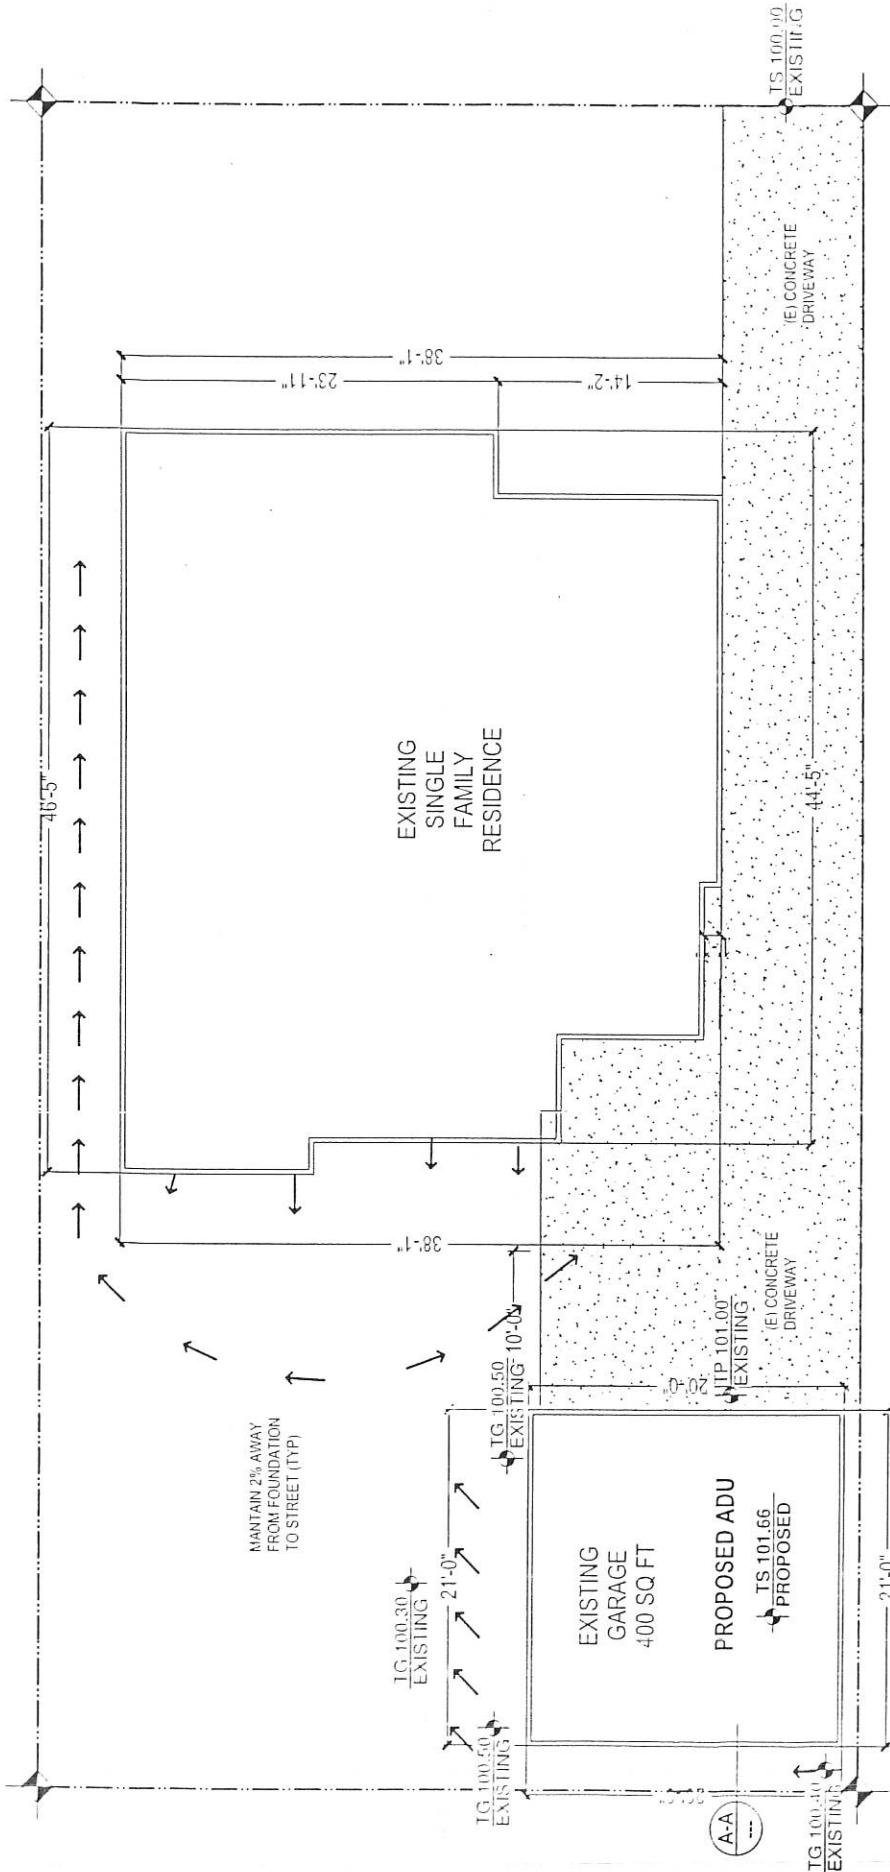 TS 100.00
EXISTING
(E) CONCRETE
DRIVEWAY
38'-1"
23'-11"
14'-2"
46'-5"
44'-5"
EXISTING
SINGLE
FAMILY
RESIDENCE
38'-1"
10'-0"
TP 101.00
EXISTING
(E) CONCRETE
DRIVEWAY
20'-0"
TG 100.50
EXISTING
MANTAIN 2% AWAY
FROM FOUNDATION
TO STREET (TYP)
21'-0"
TG 100.30
EXISTING
EXISTING
GARAGE
400 SQ FT
PROPOSED ADU
TS 101.66
PROPOSED
21'-0"
TG 100.50
EXISTING
A-A
---
TG 100.40
EXISTING